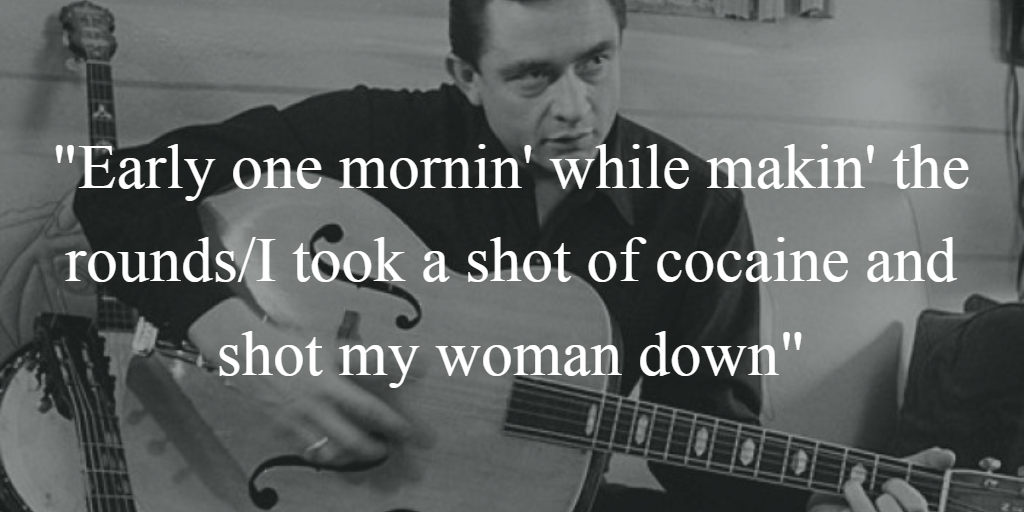 "Early one mornin' while makin' the
rounds/I took a shot of cocaine and
shot my woman down"